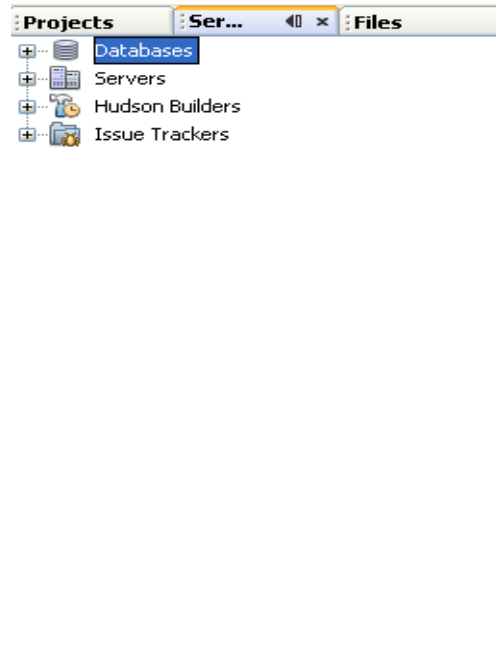 Projects Ser... Files
Databases
Servers
Hudson Builders
Issue Trackers